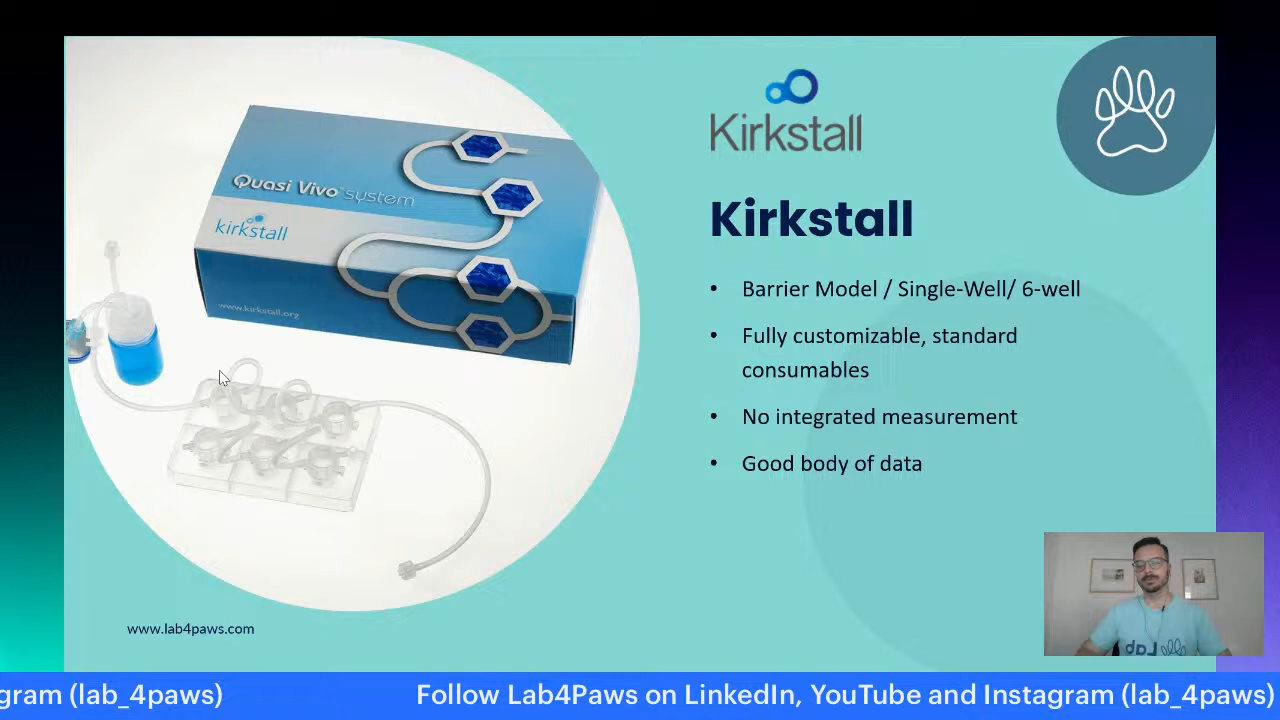 Kirkstall
Kirkstall
• Barrier Model / Single-Well/ 6-well
• Fully customizable, standard
consumables
• No integrated measurement
• Good body of data
Quasi Vivo™ system
kirkstall
www.kirkstall.org
www.lab4paws.com
Lab
gram (lab_4paws)
Follow Lab4Paws on LinkedIn, YouTube and Instagram (lab_4paws)